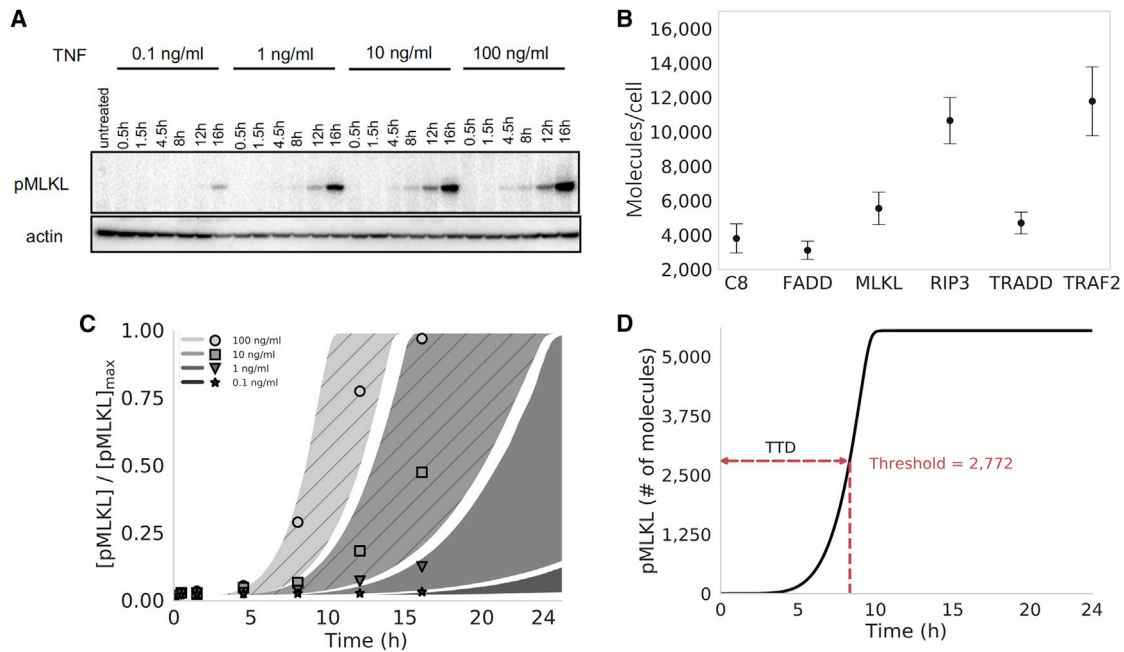 A
TNF 0.1 ng/ml 1 ng/ml 10 ng/ml 100 ng/ml
untreated 0.5h 1.5h 4.5h 8h 12h 16h 0.5h 1.5h 4.5h 8h 12h 16h 0.5h 1.5h 4.5h 8h 12h 16h 0.5h 1.5h 4.5h 8h 12h 16h
pMLKL
actin
B
Molecules/cell
16,000
14,000
12,000
10,000
8,000
6,000
4,000
2,000
C8 FADD MLKL RIP3 TRADD TRAF2
C
[pMLKL] / [pMLKL]max
1.00
0.75
0.50
0.25
0.00
100 ng/ml
10 ng/ml
1 ng/ml
0.1 ng/ml
0 5 10 15 20 24
Time (h)
D
pMLKL (# of molecules)
5,000
3,750
2,500
1,250
0
TTD
Threshold = 2,772
0 5 10 15 20 24
Time (h)